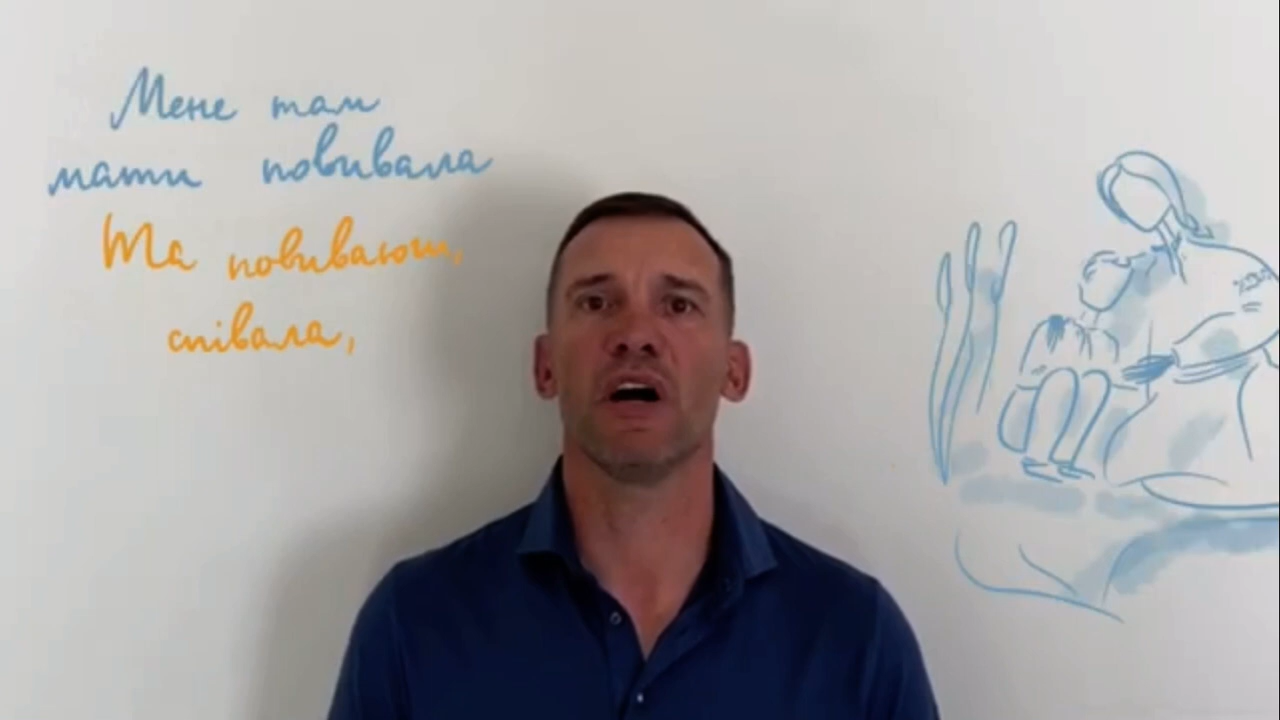 Мене там
мати повивала
Та повиваючи,
співала,